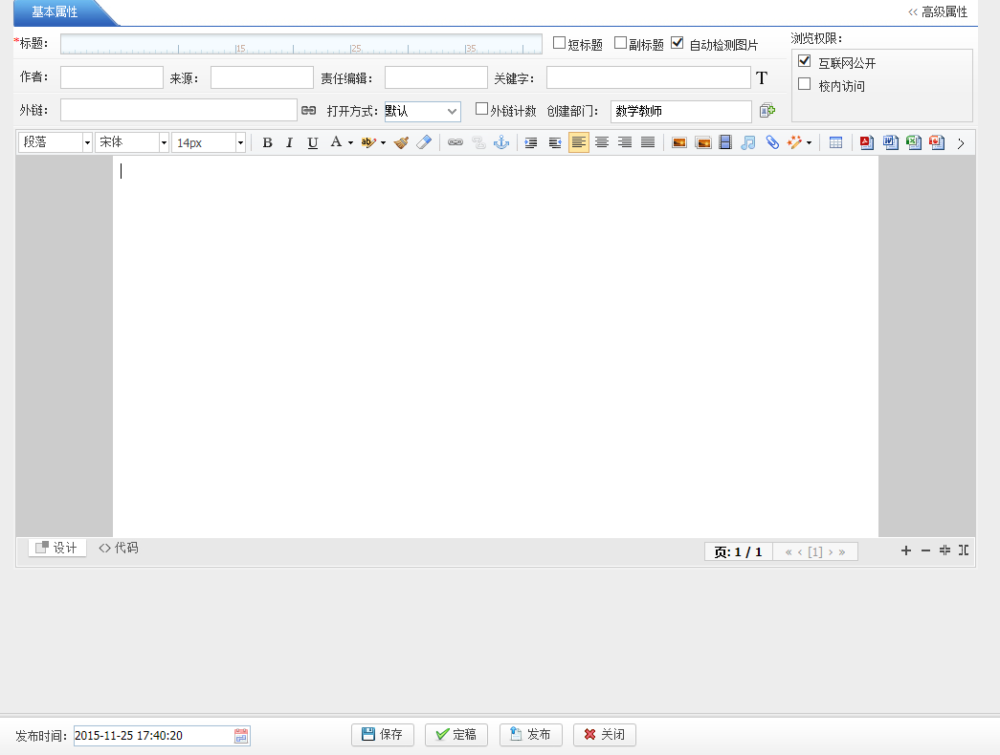 基本属性 << 高级属性
*标题: 15 25 35 短标题 副标题 自动检测图片 浏览权限:
互联网公开
作者: 来源: 责任编辑: 关键字: T
校内访问
外链: 打开方式: 默认 外链计数 创建部门: 数学教师
段落 宋体 14px B I U A ab
设计 <> 代码 页: 1 / 1 « ‹ [1] › »
发布时间: 2015-11-25 17:40:20 保存 定稿 发布 关闭